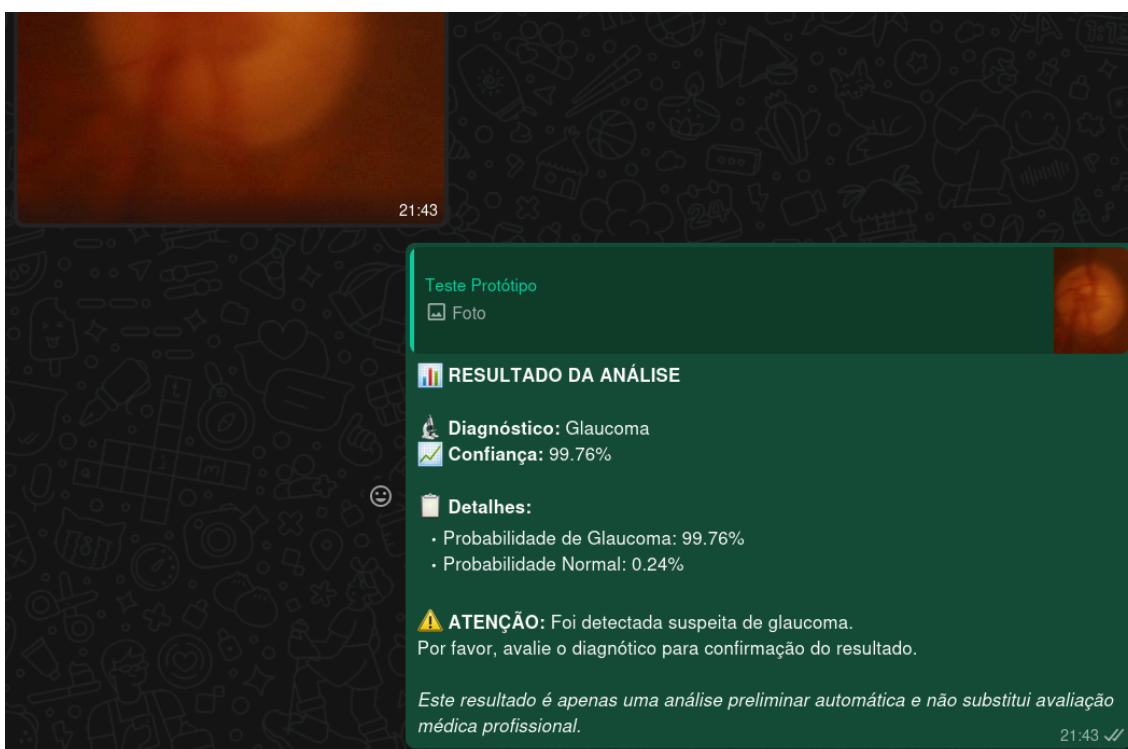 21:43
Teste Protótipo
Foto
RESULTADO DA ANÁLISE
Diagnóstico: Glaucoma
Confiança: 99.76%
Detalhes:
• Probabilidade de Glaucoma: 99.76%
• Probabilidade Normal: 0.24%
ATENÇÃO: Foi detectada suspeita de glaucoma.
Por favor, avalie o diagnótico para confirmação do resultado.
Este resultado é apenas uma análise preliminar automática e não substitui avaliação
médica profissional.
21:43